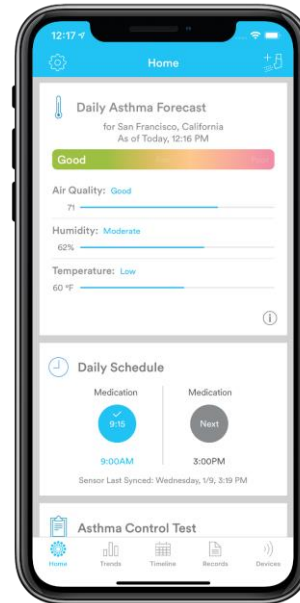 12:17
Home
Daily Asthma Forecast
for San Francisco, California
As of Today, 12:16 PM
Good Fair Poor
Air Quality: Good
71
Humidity: Moderate
62%
Temperature: Low
60 °F
Daily Schedule
Medication Medication
9:15 Next
9:00AM 3:00PM
Sensor Last Synced: Wednesday, 1/9, 3:19 PM
Asthma Control Test
Home Trends Timeline Records Devices